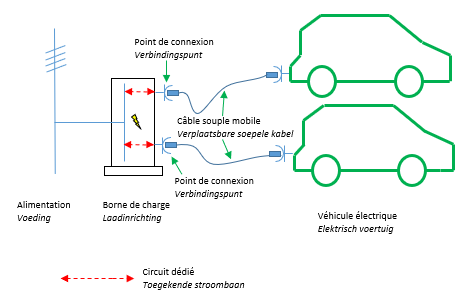 Point de connexion
Verbindingspunt
Câble souple mobile
Verplaatsbare soepele kabel
Point de connexion
Verbindingspunt
Alimentation
Voeding
Borne de charge
Laadinrichting
Véhicule électrique
Elektrisch voertuig
Circuit dédié
Toegekende stroombaan